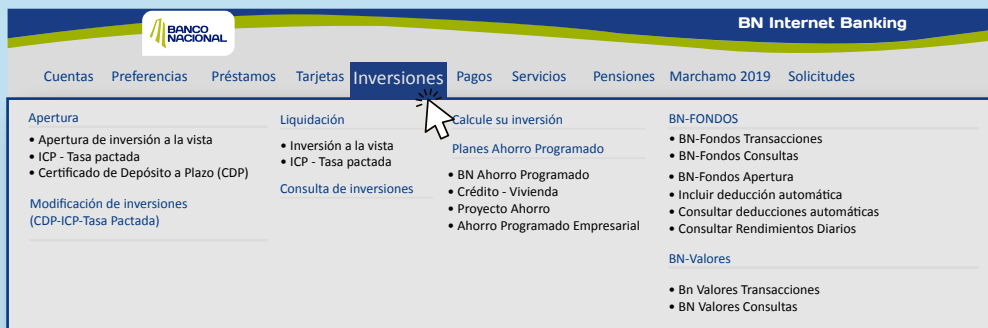 BANCO
NACIONAL
BN Internet Banking
Cuentas Preferencias Préstamos Tarjetas Inversiones Pagos Servicios Pensiones Marchamo 2019 Solicitudes
Apertura
• Apertura de inversión a la vista
• ICP - Tasa pactada
• Certificado de Depósito a Plazo (CDP)
Modificación de inversiones
(CDP-ICP-Tasa Pactada)
Liquidación
• Inversión a la vista
• ICP - Tasa pactada
Consulta de inversiones
Calcule su inversión
Planes Ahorro Programado
• BN Ahorro Programado
• Crédito - Vivienda
• Proyecto Ahorro
• Ahorro Programado Empresarial
BN-FONDOS
• BN-Fondos Transacciones
• BN-Fondos Consultas
• BN-Fondos Apertura
• Incluir deducción automática
• Consultar deducciones automáticas
• Consultar Rendimientos Diarios
BN-Valores
• Bn Valores Transacciones
• BN Valores Consultas